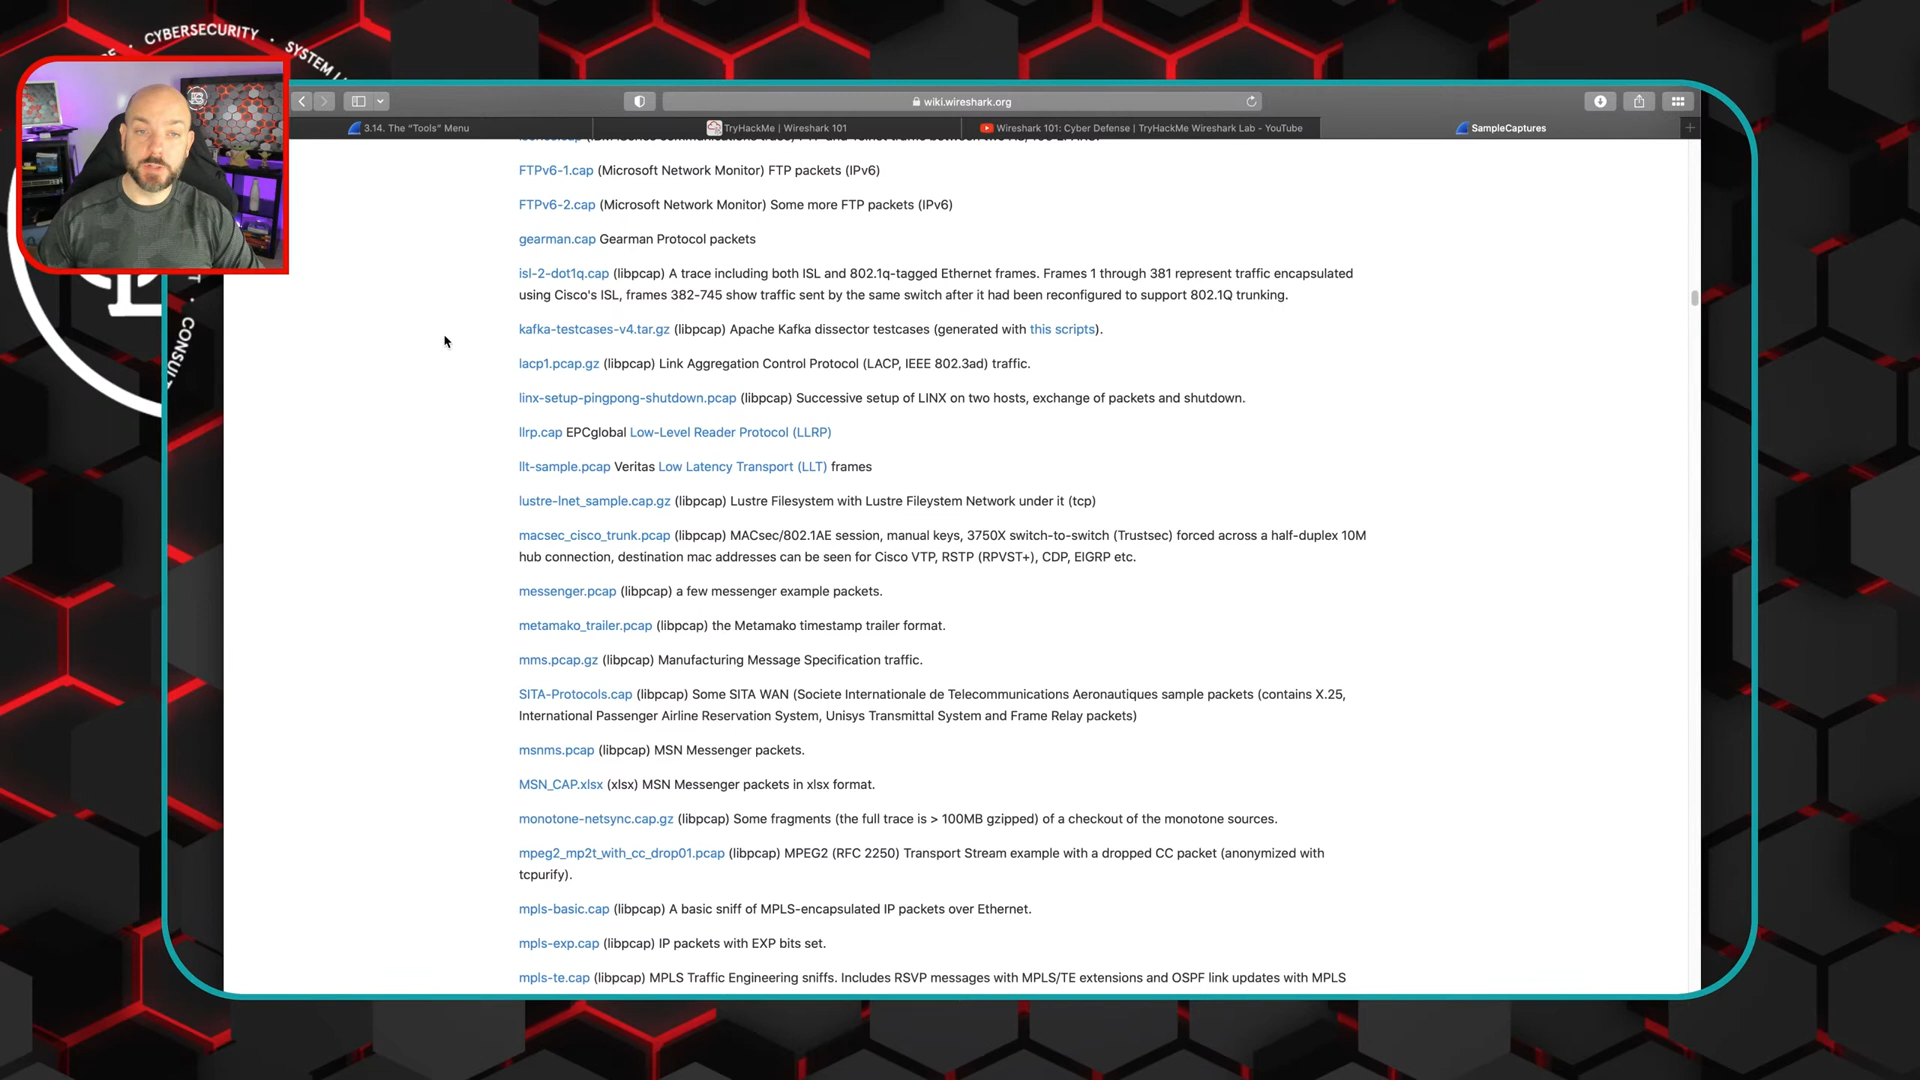 CYBERSECURITY · SYSTEM
CONSULT
wiki.wireshark.org
3.14. The “Tools” Menu
TryHackMe | Wireshark 101
Wireshark 101: Cyber Defense | TryHackMe Wireshark Lab - YouTube
SampleCaptures
FTPv6-1.cap (Microsoft Network Monitor) FTP packets (IPv6)
FTPv6-2.cap (Microsoft Network Monitor) Some more FTP packets (IPv6)
gearman.cap Gearman Protocol packets
isl-2-dot1q.cap (libpcap) A trace including both ISL and 802.1q-tagged Ethernet frames. Frames 1 through 381 represent traffic encapsulated
using Cisco's ISL, frames 382-745 show traffic sent by the same switch after it had been reconfigured to support 802.1Q trunking.
kafka-testcases-v4.tar.gz (libpcap) Apache Kafka dissector testcases (generated with this scripts).
lacp1.pcap.gz (libpcap) Link Aggregation Control Protocol (LACP, IEEE 802.3ad) traffic.
linx-setup-pingpong-shutdown.pcap (libpcap) Successive setup of LINX on two hosts, exchange of packets and shutdown.
llrp.cap EPCglobal Low-Level Reader Protocol (LLRP)
llt-sample.pcap Veritas Low Latency Transport (LLT) frames
lustre-lnet_sample.cap.gz (libpcap) Lustre Filesystem with Lustre Fileystem Network under it (tcp)
macsec_cisco_trunk.pcap (libpcap) MACsec/802.1AE session, manual keys, 3750X switch-to-switch (Trustsec) forced across a half-duplex 10M
hub connection, destination mac addresses can be seen for Cisco VTP, RSTP (RPVST+), CDP, EIGRP etc.
messenger.pcap (libpcap) a few messenger example packets.
metamako_trailer.pcap (libpcap) the Metamako timestamp trailer format.
mms.pcap.gz (libpcap) Manufacturing Message Specification traffic.
SITA-Protocols.cap (libpcap) Some SITA WAN (Societe Internationale de Telecommunications Aeronautiques sample packets (contains X.25,
International Passenger Airline Reservation System, Unisys Transmittal System and Frame Relay packets)
msnms.pcap (libpcap) MSN Messenger packets.
MSN_CAP.xlsx (xlsx) MSN Messenger packets in xlsx format.
monotone-netsync.cap.gz (libpcap) Some fragments (the full trace is > 100MB gzipped) of a checkout of the monotone sources.
mpeg2_mp2t_with_cc_drop01.pcap (libpcap) MPEG2 (RFC 2250) Transport Stream example with a dropped CC packet (anonymized with
tcpurify).
mpls-basic.cap (libpcap) A basic sniff of MPLS-encapsulated IP packets over Ethernet.
mpls-exp.cap (libpcap) IP packets with EXP bits set.
mpls-te.cap (libpcap) MPLS Traffic Engineering sniffs. Includes RSVP messages with MPLS/TE extensions and OSPF link updates with MPLS